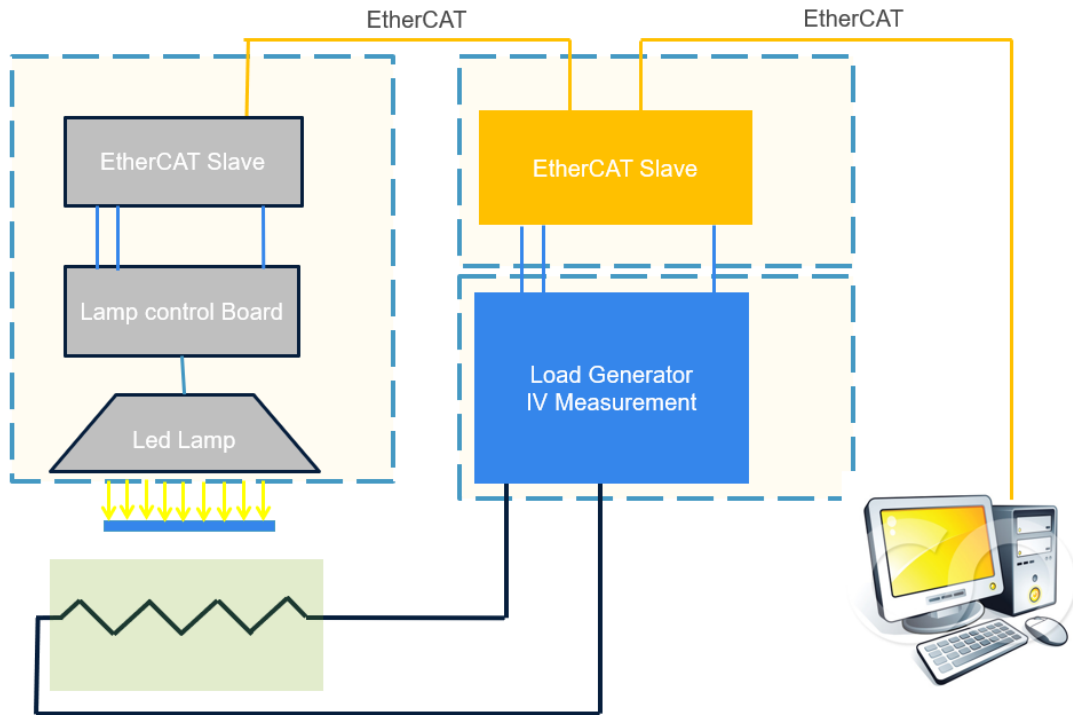 EtherCAT
EtherCAT
EtherCAT Slave
EtherCAT Slave
Lamp control Board
Load Generator
IV Measurement
Led Lamp